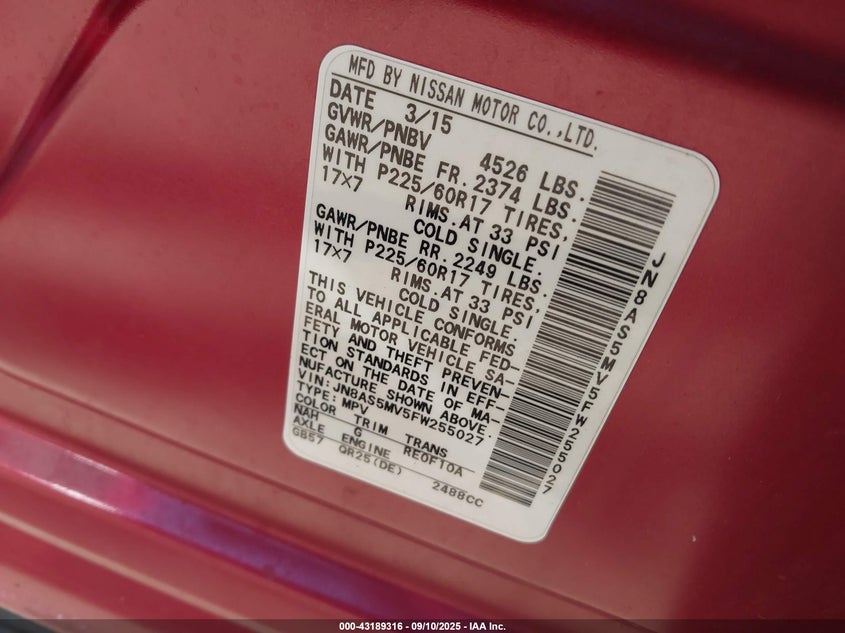 MFD BY NISSAN MOTOR CO.,LTD.
DATE 3/15
GVWR/PNBV 4526 LBS.
GAWR/PNBE FR. 2374 LBS.
WITH P225/60R17 TIRES,
17X7 RIMS.AT 33 PSI
COLD SINGLE.
GAWR/PNBE RR. 2249 LBS.
WITH P225/60R17 TIRES,
17X7 RIMS.AT 33 PSI
COLD SINGLE.
THIS VEHICLE CONFORMS
TO ALL APPLICABLE FED-
ERAL MOTOR VEHICLE SA-
FETY AND THEFT PREVEN-
TION STANDARDS IN EFF-
ECT ON THE DATE OF MA-
NUFACTURE SHOWN ABOVE.
VIN: JN8AS5MV5FW255027
TYPE: MPV
COLOR TRIM TRANS
NAH G RE0F10A
AXLE ENGINE
GB57 QR25(DE) 2488CC
JN8AS5MV5FW255027
000-43189316 - 09/10/2025 - IAA Inc.